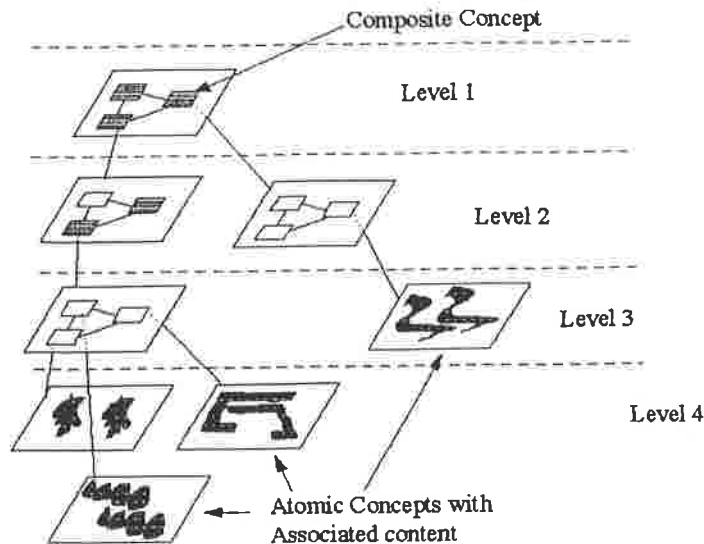 Composite Concept
Level 1
Level 2
Level 3
Level 4
Atomic Concepts with
Associated content